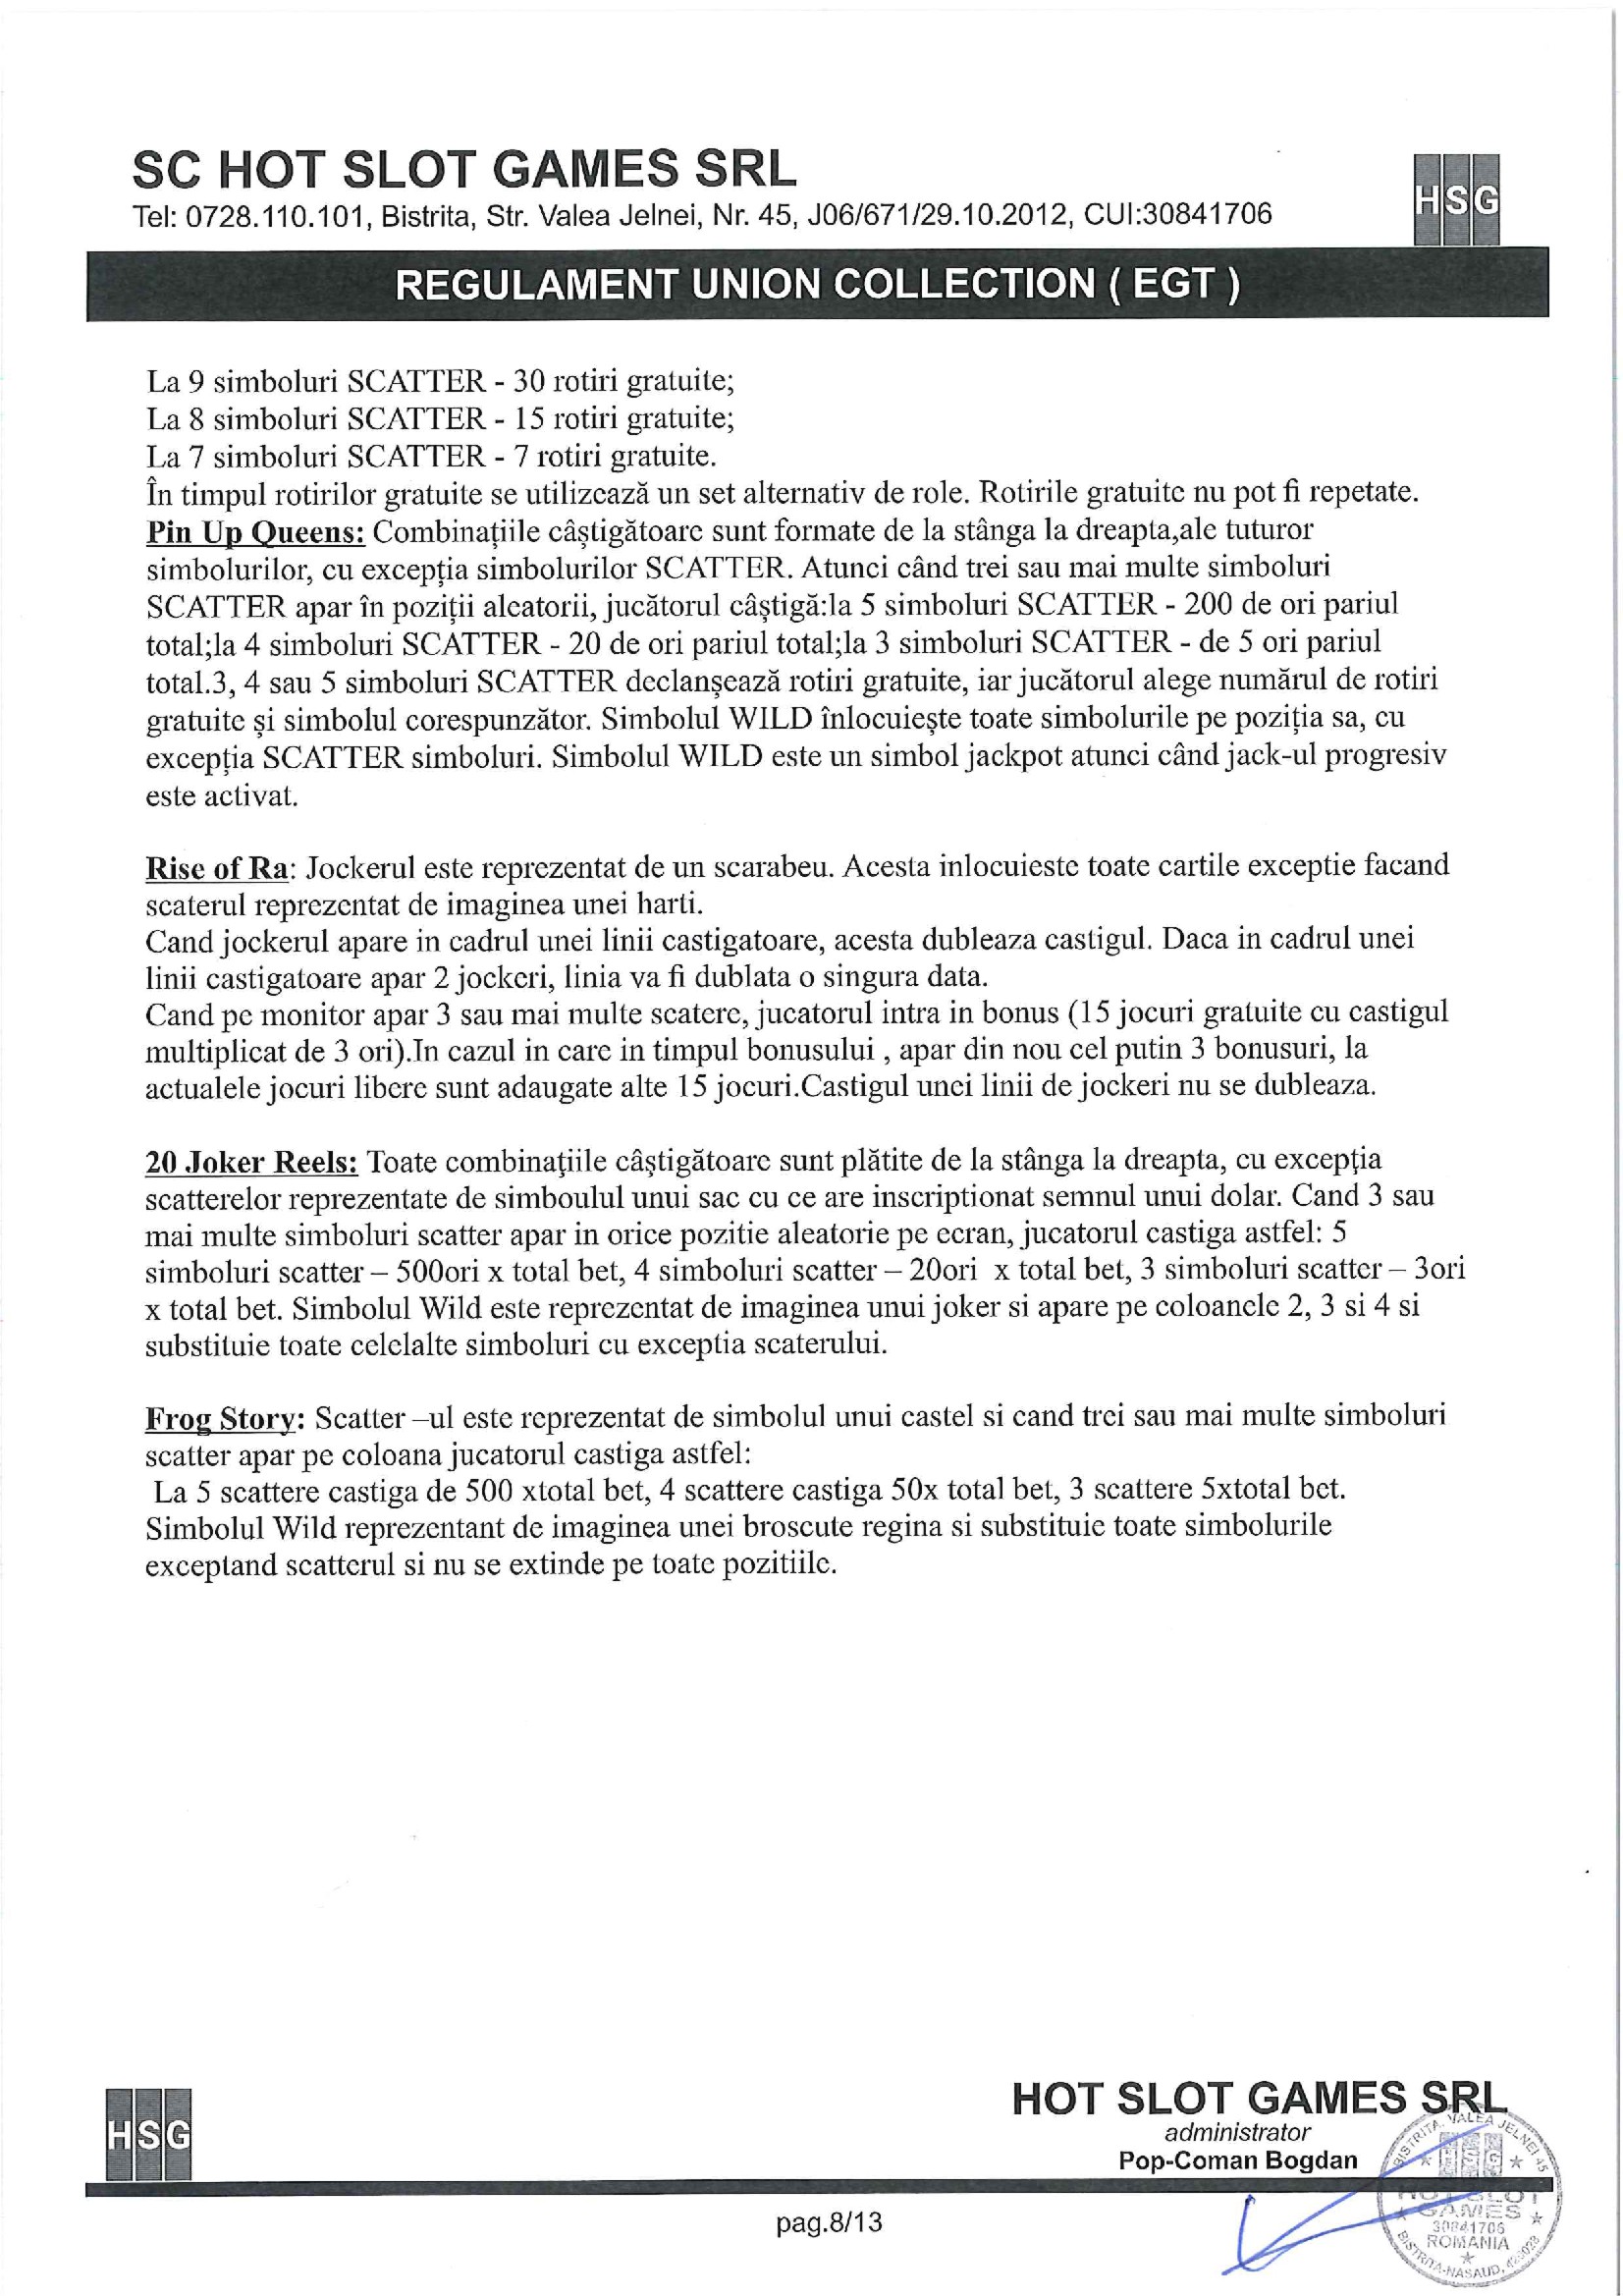 SC HOT SLOT GAMES SRL
Tel: 0728.110.101, Bistrita, Str. Valea Jelnei, Nr. 45, J06/671/29.10.2012, CUI:30841706
HSG
REGULAMENT UNION COLLECTION ( EGT )
La 9 simboluri SCATTER - 30 rotiri gratuite;
La 8 simboluri SCATTER - 15 rotiri gratuite;
La 7 simboluri SCATTER - 7 rotiri gratuite.
În timpul rotirilor gratuite se utilizează un set alternativ de role. Rotirile gratuite nu pot fi repetate.
Pin Up Queens: Combinațiile câștigătoare sunt formate de la stânga la dreapta,ale tuturor
simbolurilor, cu excepția simbolurilor SCATTER. Atunci când trei sau mai multe simboluri
SCATTER apar în poziții aleatorii, jucătorul câștigă:la 5 simboluri SCATTER - 200 de ori pariul
total;la 4 simboluri SCATTER - 20 de ori pariul total;la 3 simboluri SCATTER - de 5 ori pariul
total.3, 4 sau 5 simboluri SCATTER declanșează rotiri gratuite, iar jucătorul alege numărul de rotiri
gratuite și simbolul corespunzător. Simbolul WILD înlocuiește toate simbolurile pe poziția sa, cu
excepția SCATTER simboluri. Simbolul WILD este un simbol jackpot atunci când jack-ul progresiv
este activat.
Rise of Ra: Jockerul este reprezentat de un scarabeu. Acesta inlocuieste toate cartile exceptie facand
scaterul reprezentat de imaginea unei harti.
Cand jockerul apare in cadrul unei linii castigatoare, acesta dubleaza castigul. Daca in cadrul unei
linii castigatoare apar 2 jockeri, linia va fi dublata o singura data.
Cand pe monitor apar 3 sau mai multe scatere, jucatorul intra in bonus (15 jocuri gratuite cu castigul
multiplicat de 3 ori).In cazul in care in timpul bonusului , apar din nou cel putin 3 bonusuri, la
actualele jocuri libere sunt adaugate alte 15 jocuri.Castigul unei linii de jockeri nu se dubleaza.
20 Joker Reels: Toate combinaţiile câştigătoare sunt plătite de la stânga la dreapta, cu excepţia
scatterelor reprezentate de simboulul unui sac cu ce are inscriptionat semnul unui dolar. Cand 3 sau
mai multe simboluri scatter apar in orice pozitie aleatorie pe ecran, jucatorul castiga astfel: 5
simboluri scatter – 500ori x total bet, 4 simboluri scatter – 20ori  x total bet, 3 simboluri scatter – 3ori
x total bet. Simbolul Wild este reprezentat de imaginea unui joker si apare pe coloanele 2, 3 si 4 si
substituie toate celelalte simboluri cu exceptia scaterului.
Frog Story: Scatter –ul este reprezentat de simbolul unui castel si cand trei sau mai multe simboluri
scatter apar pe coloana jucatorul castiga astfel:
La 5 scattere castiga de 500 xtotal bet, 4 scattere castiga 50x total bet, 3 scattere 5xtotal bet.
Simbolul Wild reprezentant de imaginea unei broscute regina si substituie toate simbolurile
exceptand scatterul si nu se extinde pe toate pozitiile.
HSG
HOT SLOT GAMES SRL
administrator
Pop-Coman Bogdan
BISTRITA, VALEA JELNEI 45
HSG
HOT SLOT
GAMES
30841706
ROMANIA
BISTRITA-NASAUD,
pag.8/13